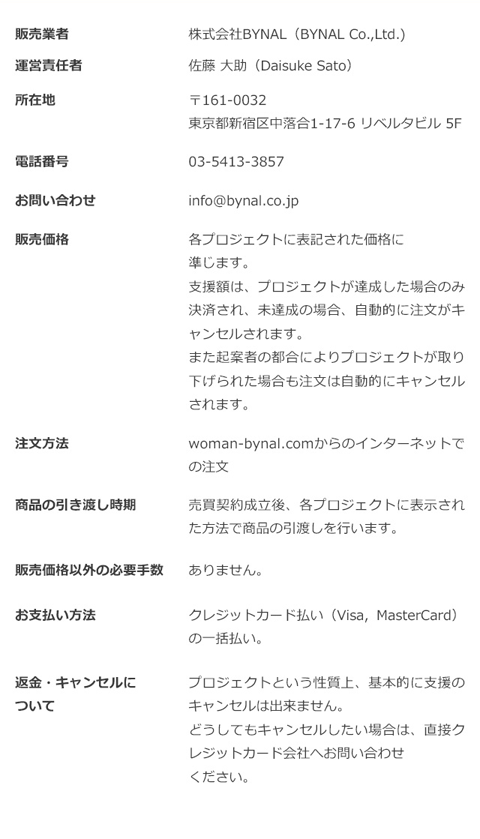 販売業者 株式会社BYNAL（BYNAL Co.,Ltd.)
運営責任者 佐藤 大助（Daisuke Sato）
所在地 〒161-0032
東京都新宿区中落合1-17-6 リベルタビル 5F
電話番号 03-5413-3857
お問い合わせ info@bynal.co.jp
販売価格 各プロジェクトに表記された価格に
準じます。
支援額は、プロジェクトが達成した場合のみ
決済され、未達成の場合、自動的に注文がキ
ャンセルされます。
また起案者の都合によりプロジェクトが取り
下げられた場合も注文は自動的にキャンセル
されます。
注文方法 woman-bynal.comからのインターネットで
の注文
商品の引き渡し時期 売買契約成立後、各プロジェクトに表示され
た方法で商品の引渡しを行います。
販売価格以外の必要手数 ありません。
お支払い方法 クレジットカード払い（Visa，MasterCard）
の一括払い。
返金・キャンセルに プロジェクトという性質上、基本的に支援の
ついて キャンセルは出来ません。
どうしてもキャンセルしたい場合は、直接ク
レジットカード会社へお問い合わせ
ください。